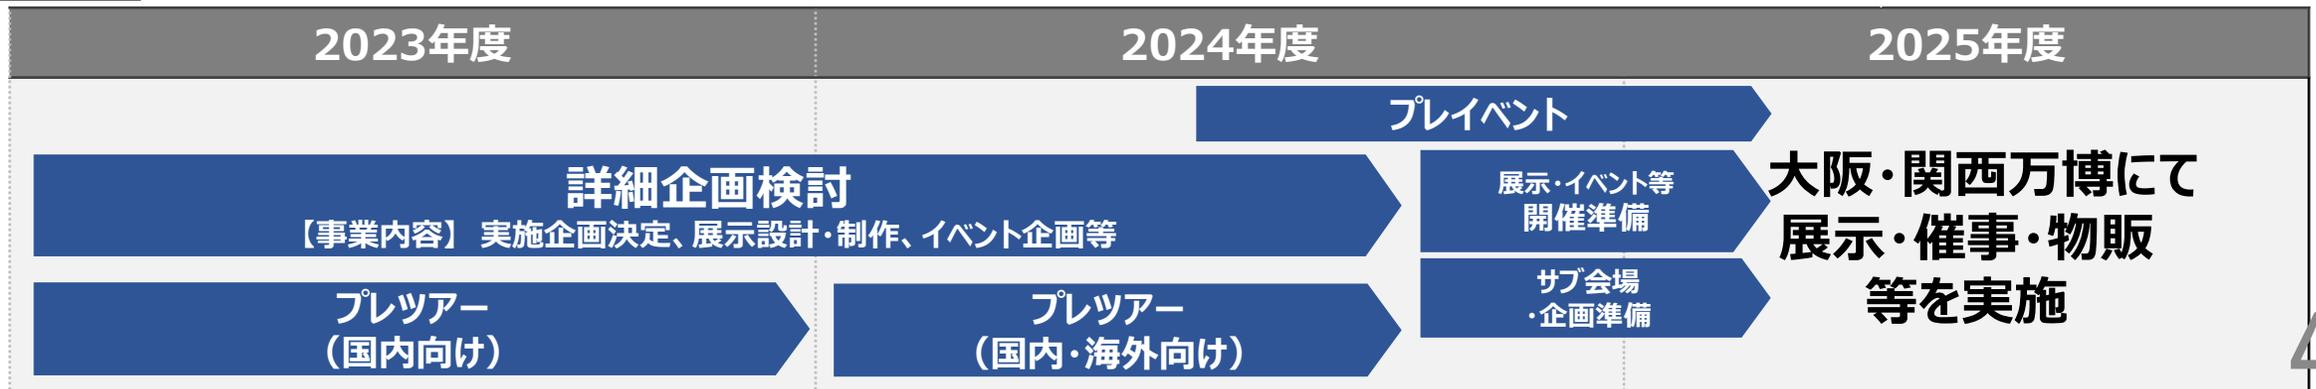 2023年度
2024年度
2025年度
プレイベント
詳細企画検討
【事業内容】 実施企画決定、展示設計・制作、イベント企画等
展示・イベント等
開催準備
大阪・関西万博にて
展示・催事・物販
等を実施
プレツアー
（国内向け）
プレツアー
（国内・海外向け）
サブ会場
・企画準備